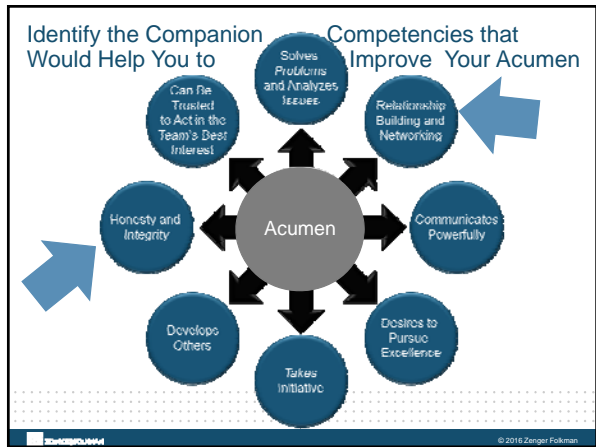 Identify the Companion Competencies that
Would Help You to Improve Your Acumen
Solves
Problems
and Analyzes
Issues
Relationship
Building and
Networking
Communicates
Powerfully
Desires to
Pursue
Excellence
Takes
Initiative
Develops
Others
Honesty and
Integrity
Can Be
Trusted
to Act in the
Team's Best
Interest
Acumen
ZENGER|FOLKMAN
© 2016 Zenger Folkman